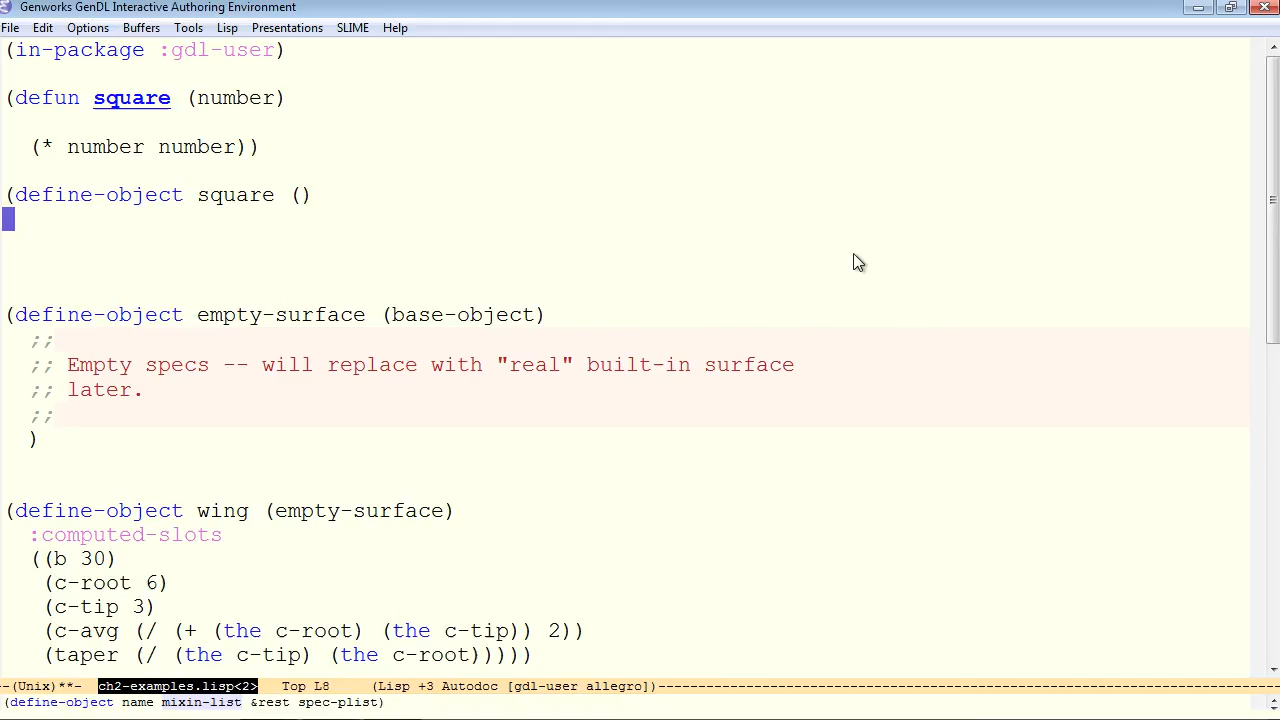 Genworks GenDL Interactive Authoring Environment
File Edit Options Buffers Tools Lisp Presentations SLIME Help
(in-package :gdl-user)
(defun square (number)
(* number number))
(define-object square ()
(define-object empty-surface (base-object)
;;
;; Empty specs -- will replace with "real" built-in surface
;; later.
;;
)
(define-object wing (empty-surface)
:computed-slots
((b 30)
(c-root 6)
(c-tip 3)
(c-avg (/ (+ (the c-root) (the c-tip)) 2))
(taper (/ (the c-tip) (the c-root)))))
--(Unix)**- ch2-examples.lisp<2> Top L8 (Lisp +3 Autodoc [gdl-user allegro])--
(define-object name mixin-list &rest spec-plist)